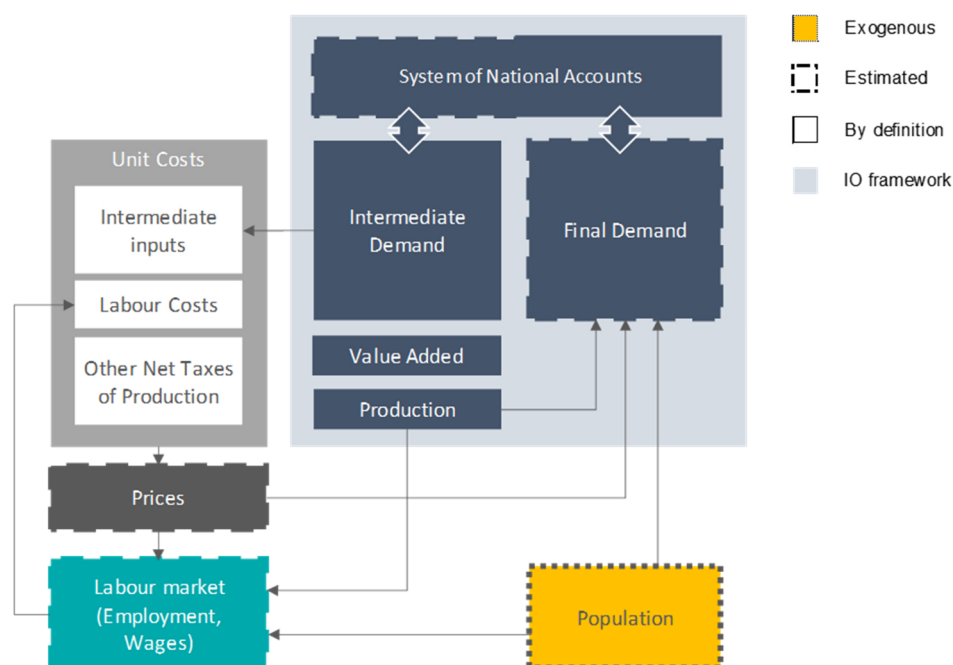 System of National Accounts
Exogenous
Estimated
By definition
IO framework
Unit Costs
Intermediate
inputs
Labour Costs
Other Net Taxes
of Production
Intermediate
Demand
Final Demand
Value Added
Production
Prices
Labour market
(Employment,
Wages)
Population